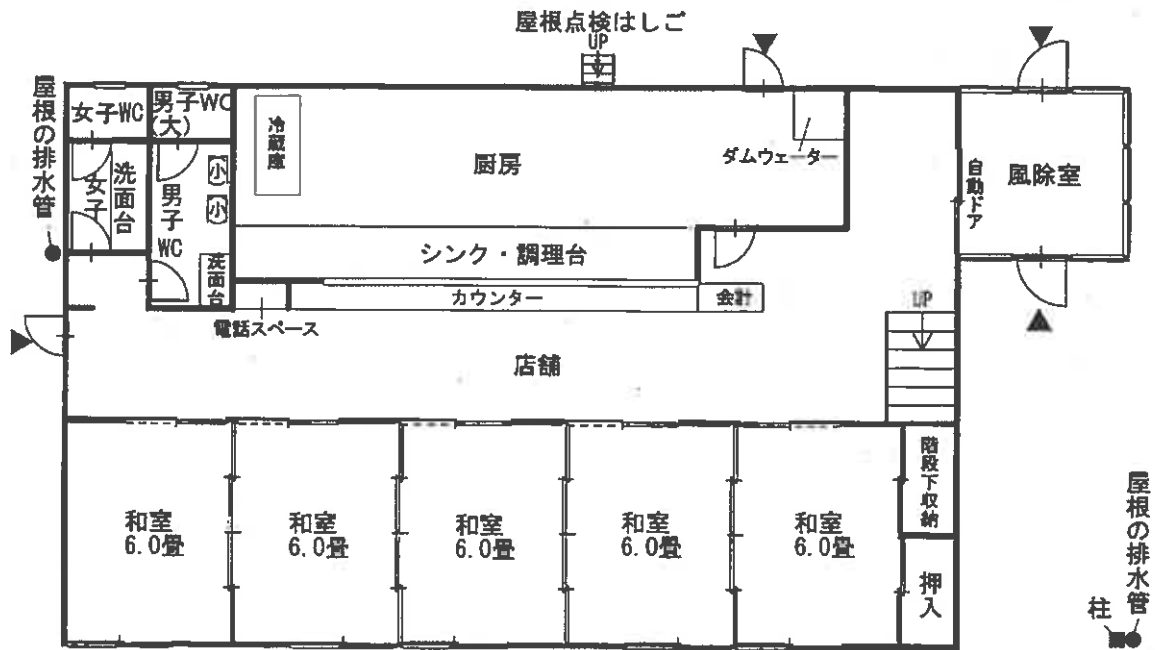 屋根点検はしご
UP
屋根の排水管
女子WC
男子WC
(大)
冷蔵庫
厨房
ダムウェーター
自動ドア
風除室
女子
洗面台
男子
WC
小
小
洗面台
シンク・調理台
カウンター
会計
電話スペース
UP
店舗
和室
6.0畳
和室
6.0畳
和室
6.0畳
和室
6.0畳
和室
6.0畳
階段下収納
押入
屋根の排水管
柱